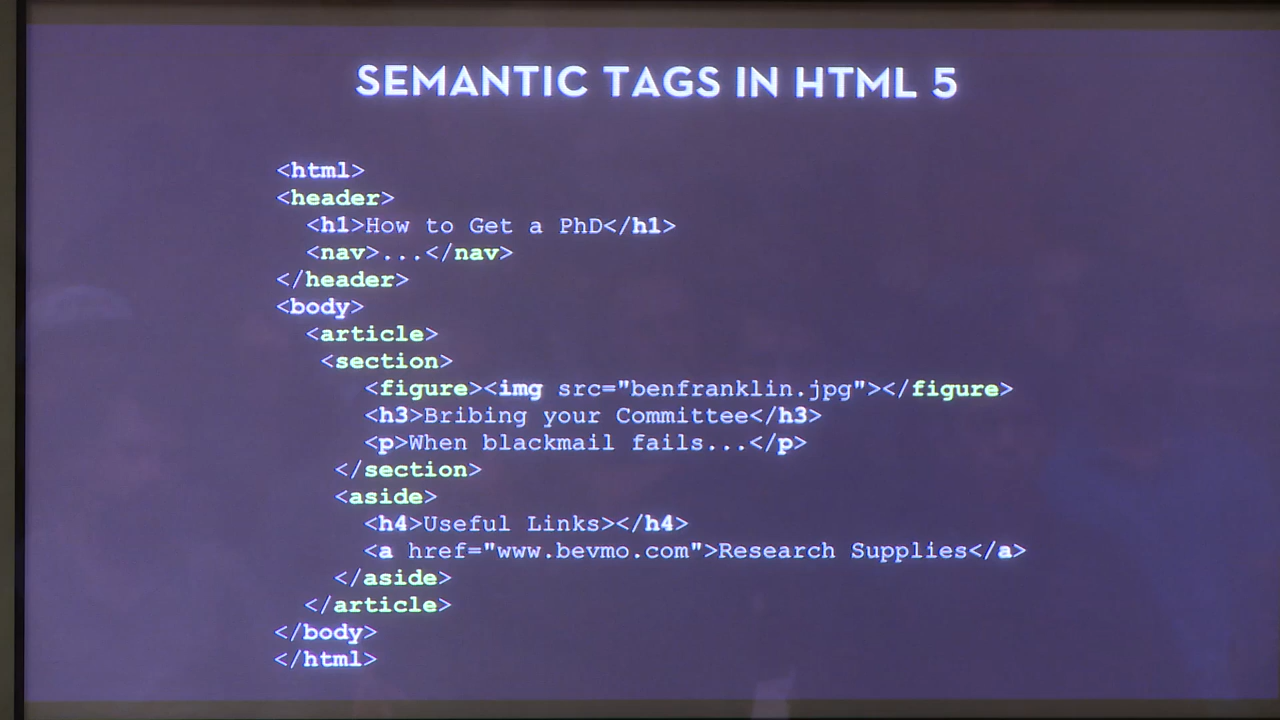 SEMANTIC TAGS IN HTML 5
<html>
<header>
<h1>How to Get a PhD</h1>
<nav>...</nav>
</header>
<body>
<article>
<section>
<figure><img src="benfranklin.jpg"></figure>
<h3>Bribing your Committee</h3>
<p>When blackmail fails...</p>
</section>
<aside>
<h4>Useful Links></h4>
<a href="www.bevmo.com">Research Supplies</a>
</aside>
</article>
</body>
</html>